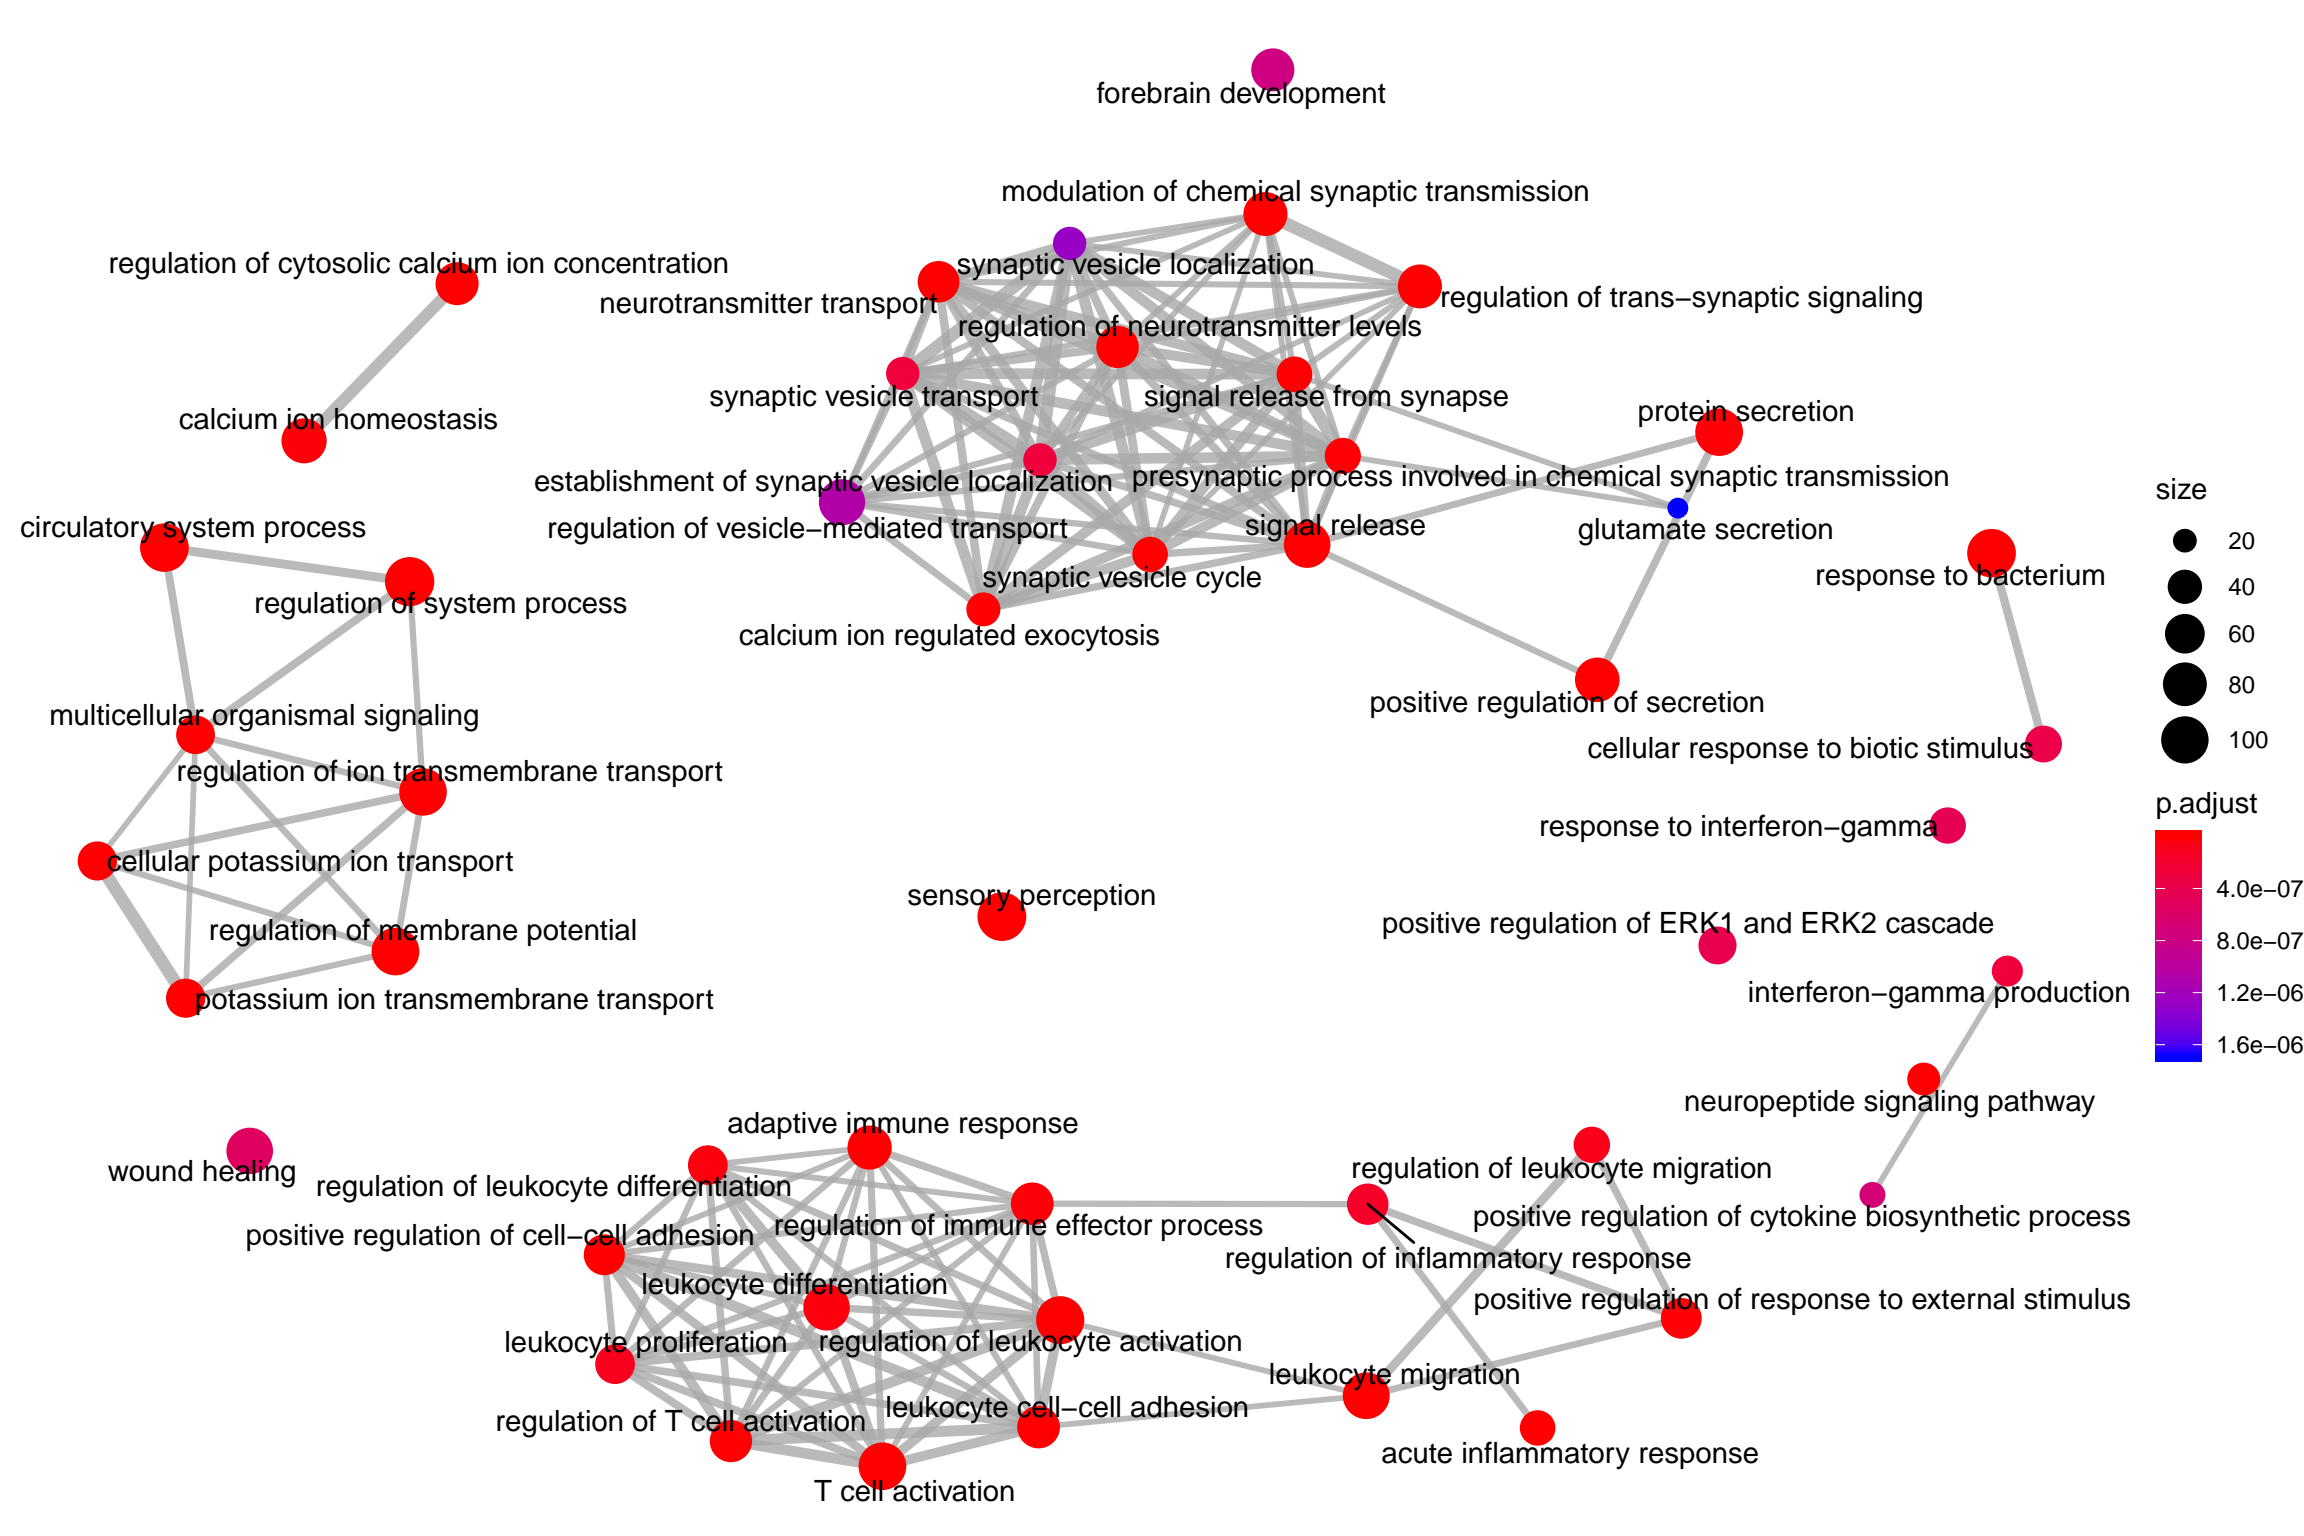 forebrain development
modulation of chemical synaptic transmission
regulation of cytosolic calcium ion concentration
synaptic vesicle localization
neurotransmitter transport
regulation of trans−synaptic signaling
regulation of neurotransmitter levels
synaptic vesicle transport
signal release from synapse
calcium ion homeostasis
protein secretion
establishment of synaptic vesicle localization
presynaptic process involved in chemical synaptic transmission
circulatory system process
regulation of vesicle−mediated transport
signal release
glutamate secretion
synaptic vesicle cycle
response to bacterium
regulation of system process
calcium ion regulated exocytosis
positive regulation of secretion
multicellular organismal signaling
cellular response to biotic stimulus
regulation of ion transmembrane transport
response to interferon−gamma
cellular potassium ion transport
sensory perception
positive regulation of ERK1 and ERK2 cascade
regulation of membrane potential
interferon−gamma production
potassium ion transmembrane transport
neuropeptide signaling pathway
adaptive immune response
wound healing
regulation of leukocyte differentiation
regulation of leukocyte migration
positive regulation of cytokine biosynthetic process
positive regulation of cell−cell adhesion
regulation of immune effector process
regulation of inflammatory response
leukocyte differentiation
positive regulation of response to external stimulus
leukocyte proliferation
regulation of leukocyte activation
leukocyte migration
regulation of T cell activation
leukocyte cell−cell adhesion
acute inflammatory response
T cell activation
size
20
40
60
80
100
p.adjust
4.0e−07
8.0e−07
1.2e−06
1.6e−06